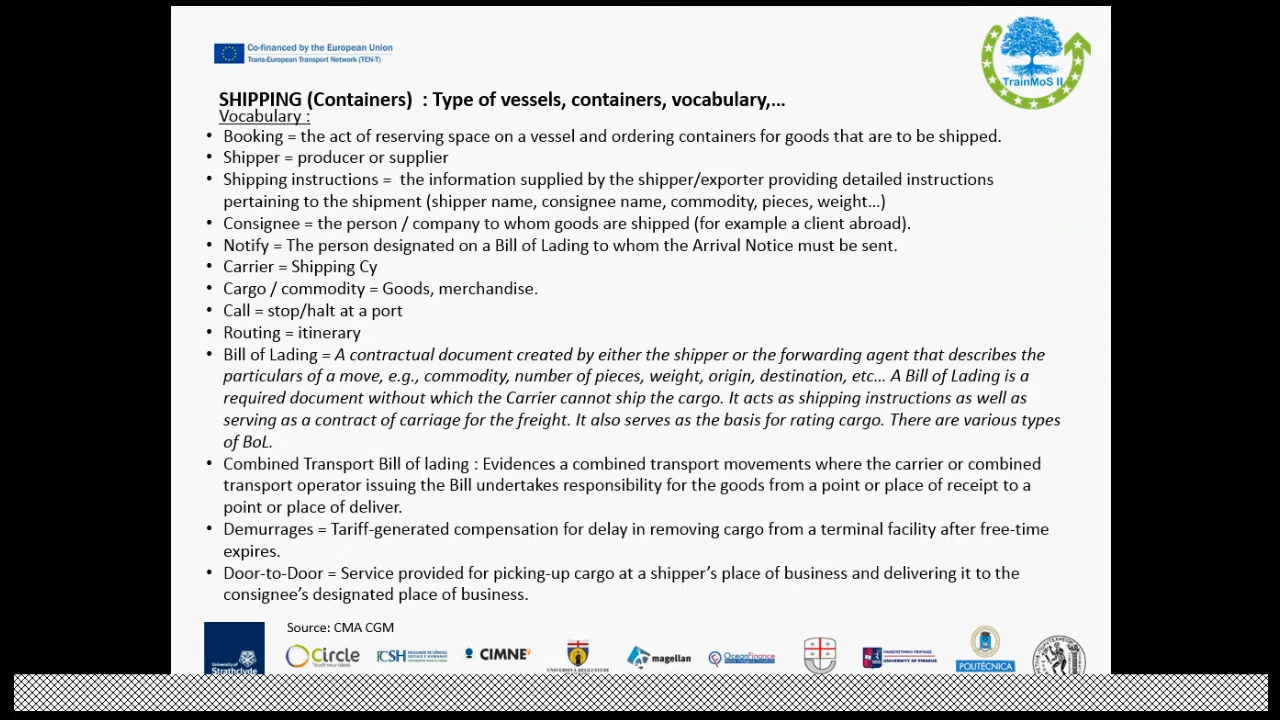 Co-financed by the European Union
Trans-European Transport Network (TEN-T)
TrainMoS II
SHIPPING (Containers)  : Type of vessels, containers, vocabulary,...
Vocabulary :
• Booking = the act of reserving space on a vessel and ordering containers for goods that are to be shipped.
• Shipper = producer or supplier
• Shipping instructions =  the information supplied by the shipper/exporter providing detailed instructions
pertaining to the shipment (shipper name, consignee name, commodity, pieces, weight...)
• Consignee = the person / company to whom goods are shipped (for example a client abroad).
• Notify = The person designated on a Bill of Lading to whom the Arrival Notice must be sent.
• Carrier = Shipping Cy
• Cargo / commodity = Goods, merchandise.
• Call = stop/halt at a port
• Routing = itinerary
• Bill of Lading = A contractual document created by either the shipper or the forwarding agent that describes the
particulars of a move, e.g., commodity, number of pieces, weight, origin, destination, etc... A Bill of Lading is a
required document without which the Carrier cannot ship the cargo. It acts as shipping instructions as well as
serving as a contract of carriage for the freight. It also serves as the basis for rating cargo. There are various types
of BoL.
• Combined Transport Bill of lading : Evidences a combined transport movements where the carrier or combined
transport operator issuing the Bill undertakes responsibility for the goods from a point or place of receipt to a
point or place of deliver.
• Demurrages = Tariff-generated compensation for delay in removing cargo from a terminal facility after free-time
expires.
• Door-to-Door = Service provided for picking-up cargo at a shipper's place of business and delivering it to the
consignee's designated place of business.
Source: CMA CGM
University of
Strathclyde
Circle
Touch your ideas
CIMNE
UNIVERSITÀ DEGLI STUDI
magellan
OceanFinance
UNIVERSITY OF PIRAEUS
POLITÉCNICA